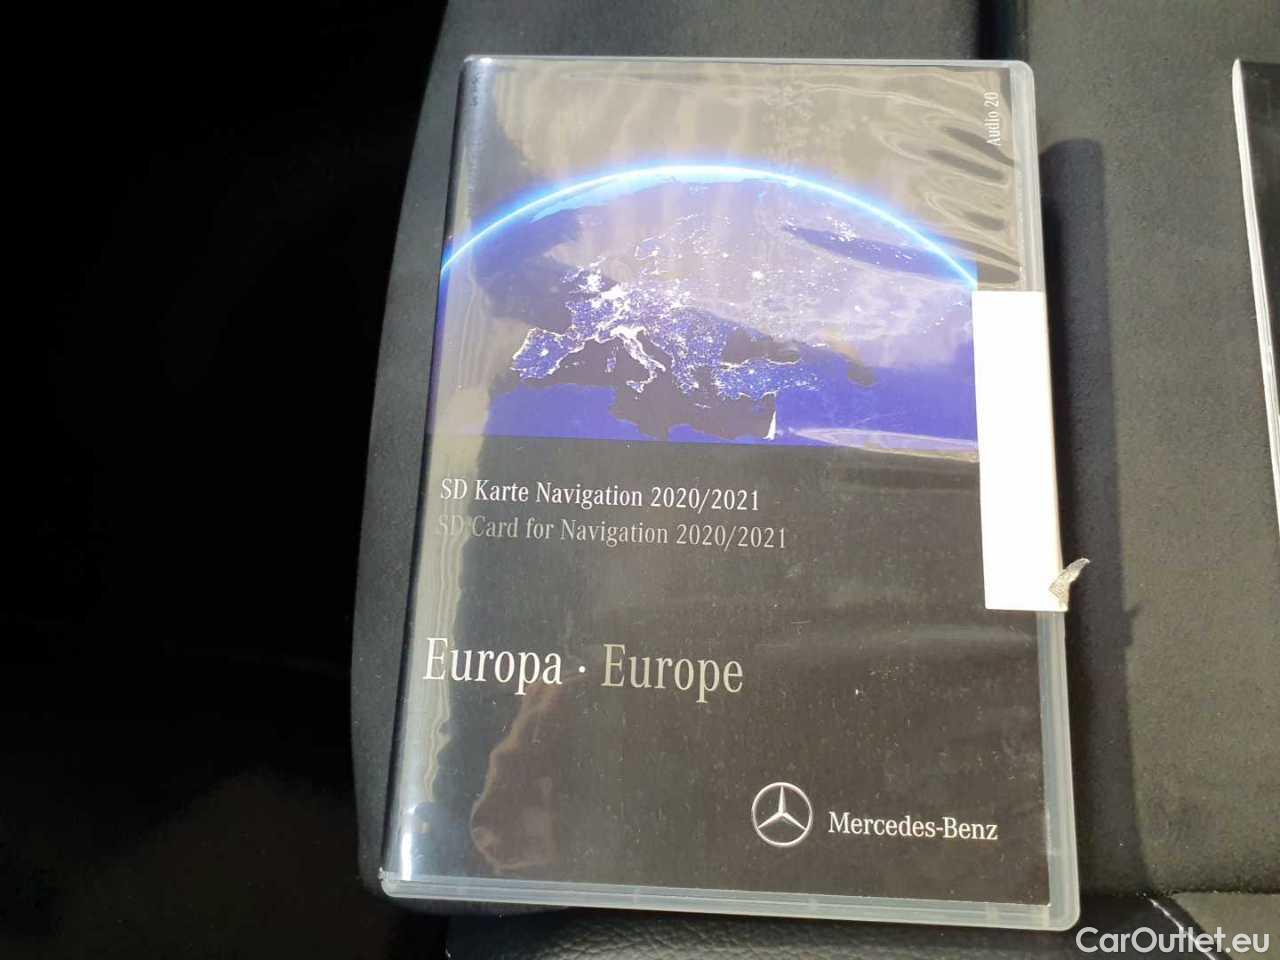 Audio 20
SD Karte Navigation 2020/2021
SD Card for Navigation 2020/2021
Europa · Europe
Mercedes-Benz
CarOutlet.eu